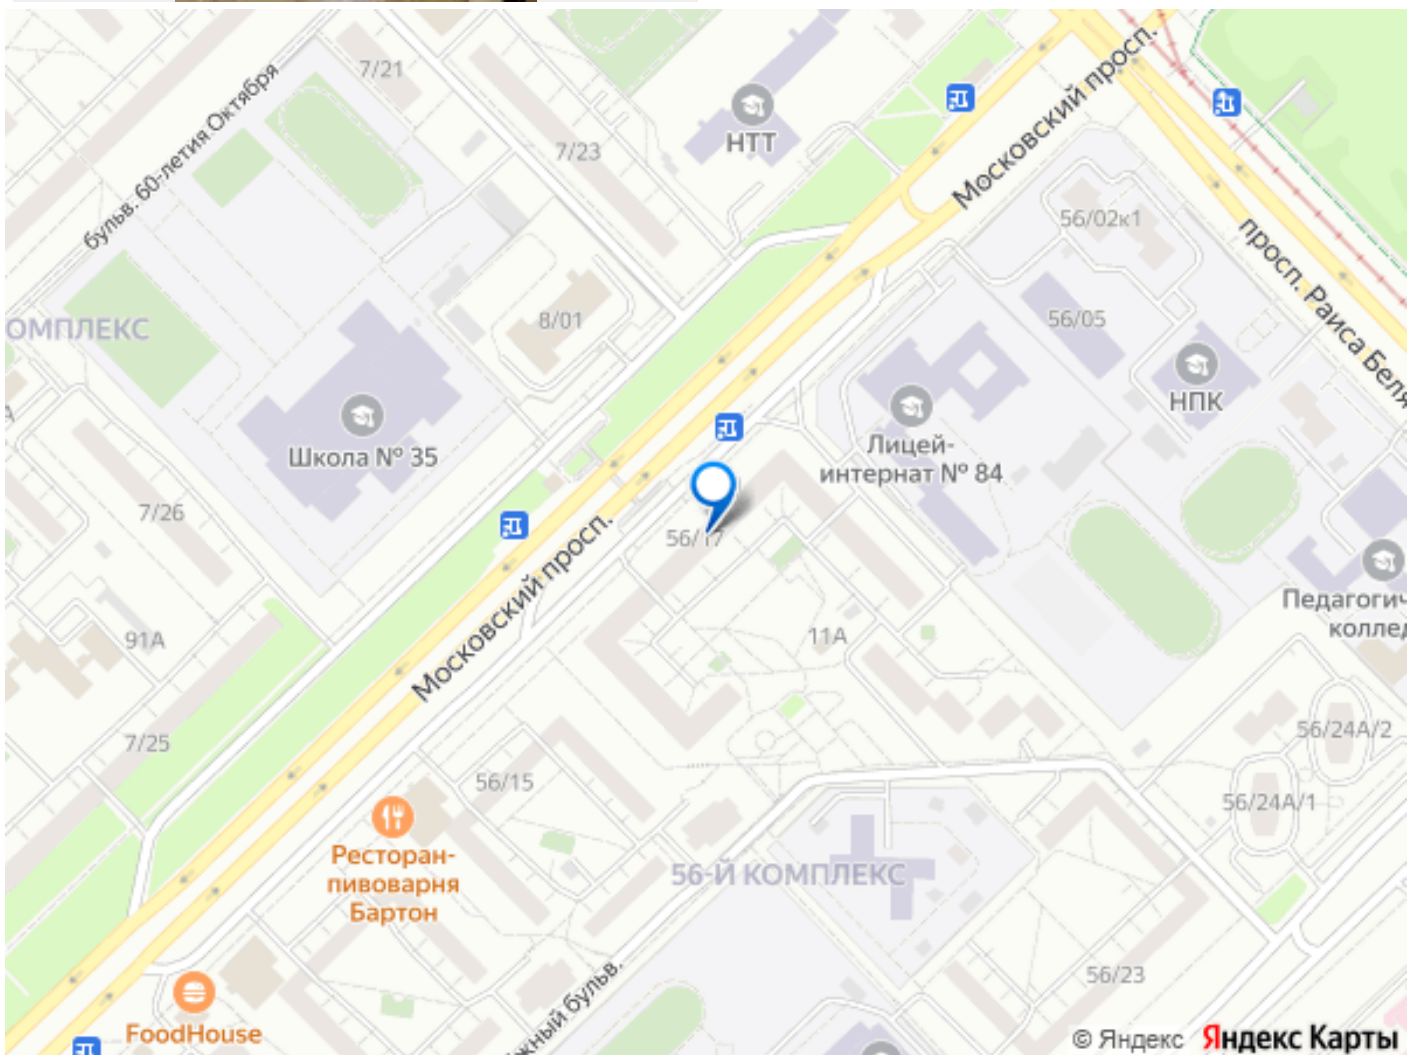 7/21
бульв. 60-летия Октября
НТТ
7/23
Московский просп.
56/02к1
просп. Раиса Беля
8/01
56/05
ОМПЛЕКС
НПК
Школа № 35
Лицей-
интернат № 84
7/26
56/17
Московский просп.
Педагогич
коллед
91А
11А
7/25
56/24А/2
56/15
56/24А/1
Ресторан-
пивоварня
Бартон
56-Й КОМПЛЕКС
56/23
жный бульв.
FoodHouse
© Яндекс Яндекс Карты